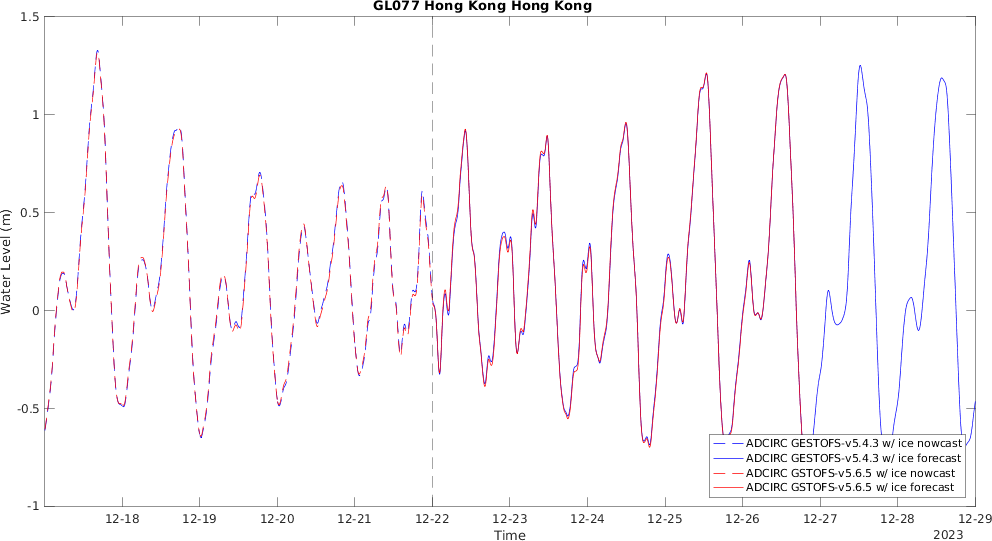 GL077 Hong Kong Hong Kong
Water Level (m)
1.5
1
0.5
0
-0.5
-1
12-18
12-19
12-20
12-21
12-22
12-23
12-24
12-25
12-26
12-27
12-28
12-29
Time
2023
ADCIRC GESTOFS-v5.4.3 w/ ice nowcast
ADCIRC GESTOFS-v5.4.3 w/ ice forecast
ADCIRC GSTOFS-v5.6.5 w/ ice nowcast
ADCIRC GSTOFS-v5.6.5 w/ ice forecast